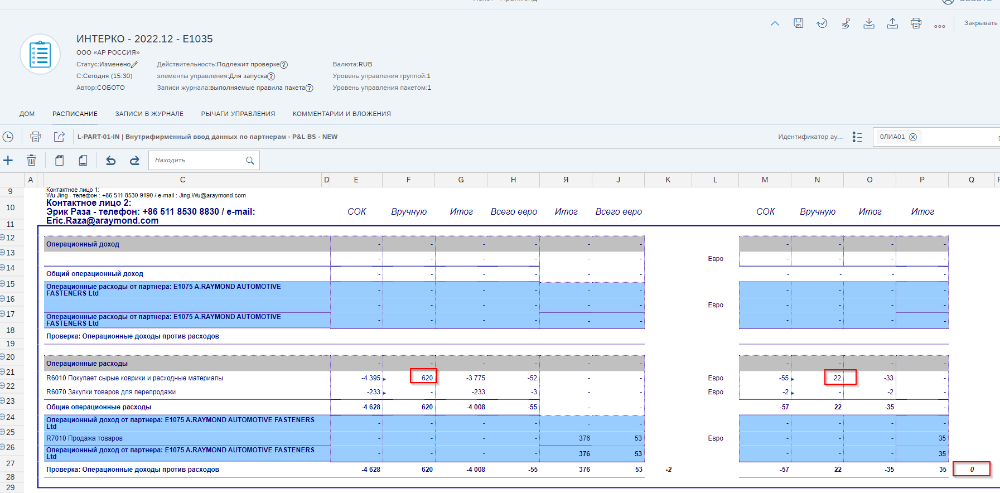 ИНТЕРКО - 2022.12 - E1035
ООО «АР РОССИЯ»
Статус:Изменено Действительность:Подлежит проверке? Валюта:RUB
С:Сегодня (15:30) элементы управления:Для запуска? Уровень управления группой:1
Автор:СОБОТО Записи журнала:выполняемые правила пакета? Уровень управления пакетом:1
Закрывать
ДОМ РАСПИСАНИЕ ЗАПИСИ В ЖУРНАЛЕ РЫЧАГИ УПРАВЛЕНИЯ КОММЕНТАРИИ И ВЛОЖЕНИЯ
L-PART-01-IN | Внутрифирменный ввод данных по партнерам - P&L BS - NEW Идентификатор ау... 0ЛИА01
Находить
A C D E F G H Я J K L M N O P Q
9 Контактное лицо 1:
Wu Jing - телефон : +86 511 8530 9190 / e-mail : Jing.Wu@araymond.com
10 Контактное лицо 2:
Эрик Раза - телефон: +86 511 8530 8830 / e-mail: СОК Вручную Итог Всего евро Итог Всего евро СОК Вручную Итог Итог
11 Eric.Raza@araymond.com
12 Операционный доход - - - - - - - - - -
13 - - - - - - Евро - - - -
14 Общий операционный доход - - - - - - - - - -
15 Операционные расходы от партнера: E1075 A.RAYMOND AUTOMOTIVE
FASTENERS Ltd - - - - - - - - - -
16 - - - - - - Евро - - - -
17 Операционные расходы от партнера: E1075 A.RAYMOND AUTOMOTIVE
FASTENERS Ltd - - - - - - - - - -
18 Проверка: Операционные доходы против расходов
19
20 Операционные расходы - - - - - - - - - -
21 R6010 Покупает сырые коврики и расходные материалы -4 395 620 -3 775 -52 - - Евро -55 22 -33 -
22 R6070 Закупки товаров для перепродажи -233 - -233 -3 - - Евро -2 - -2 -
23 Общие операционные расходы -4 628 620 -4 008 -55 - - -57 22 -35 -
24 Операционный доход от партнера: E1075 A.RAYMOND AUTOMOTIVE FASTENERS
Ltd - - - - - - - - - -
25 R7010 Продажа товаров - - - - 376 53 Евро - - - 35
26 Операционный доход от партнера: E1075 A.RAYMOND AUTOMOTIVE FASTENERS
Ltd - - - - 376 53 - - - 35
27 Проверка: Операционные доходы против расходов -4 628 620 -4 008 -55 376 53 -2 -57 22 -35 35 0
28
29